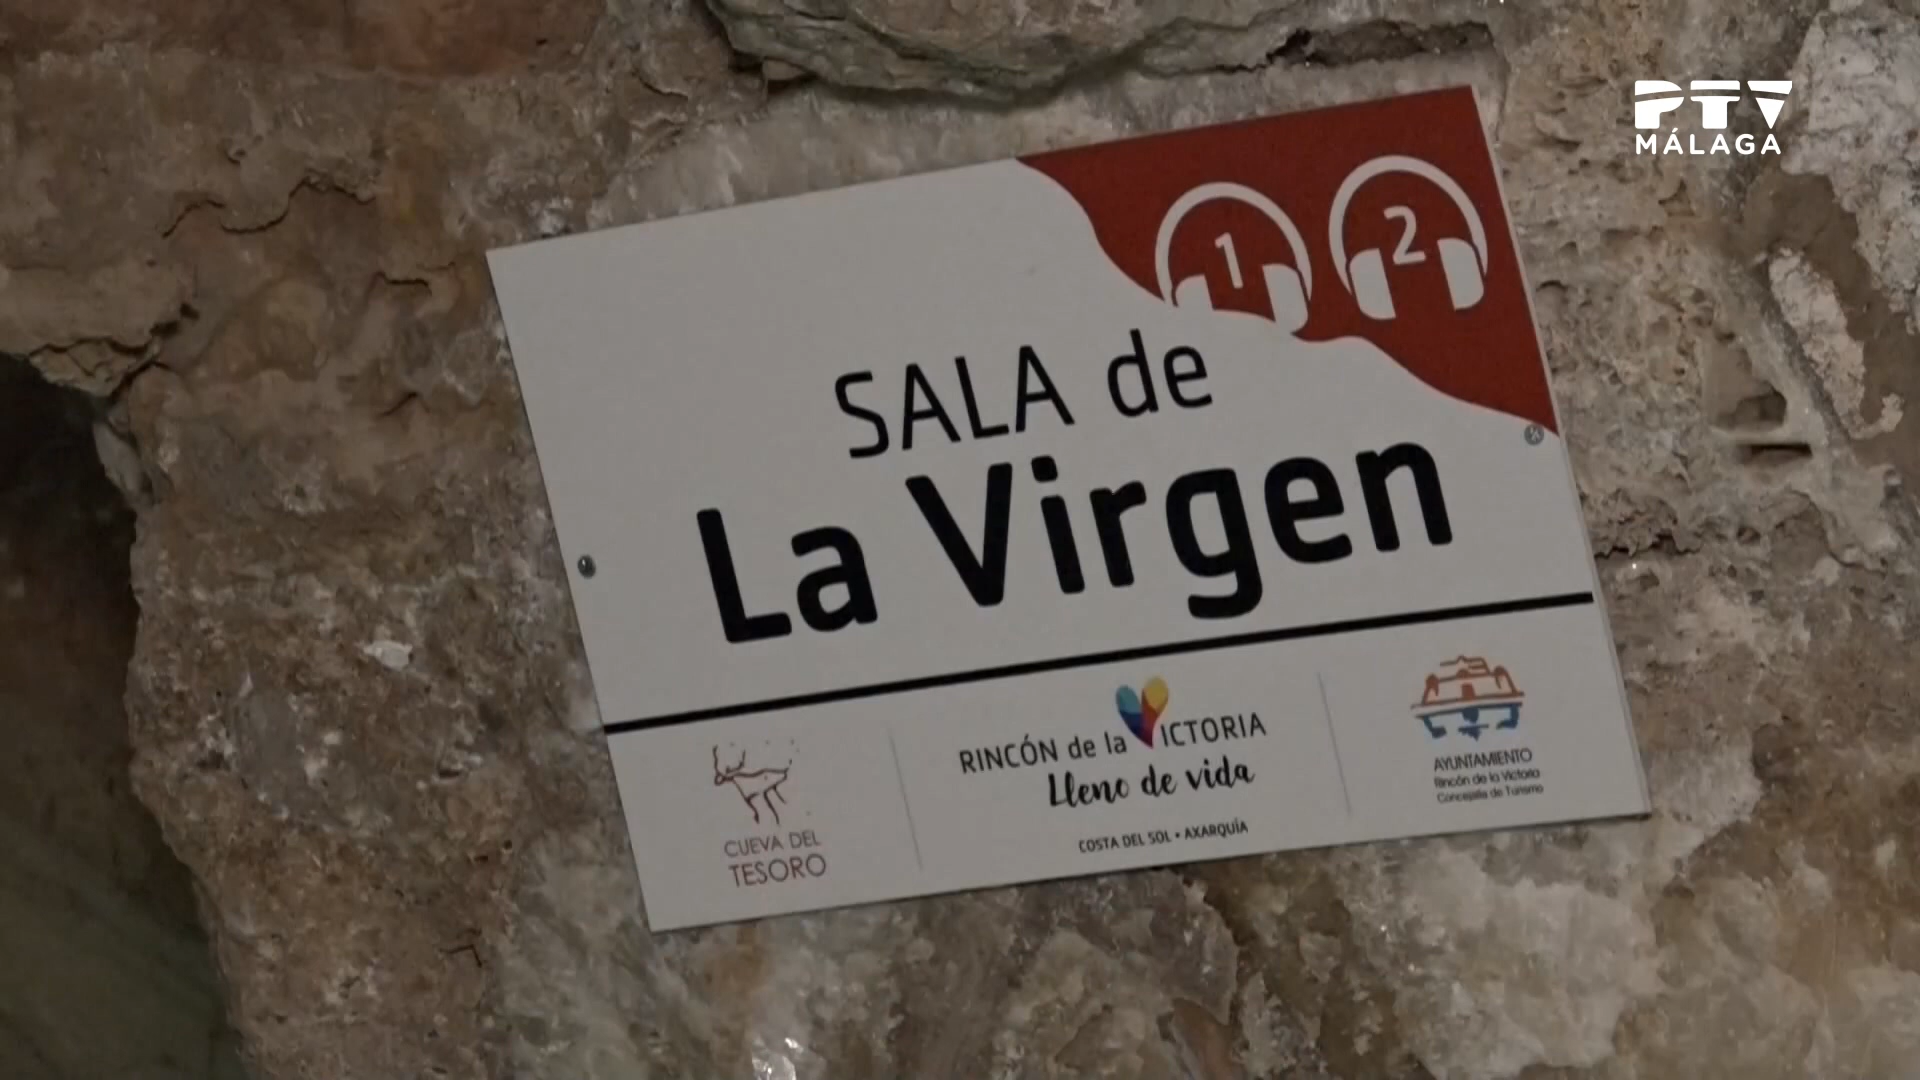 PTV
MÁLAGA
1 2
SALA de
La Virgen
CUEVA DEL
TESORO
RINCÓN de la VICTORIA
Lleno de vida
COSTA DEL SOL • AXARQUÍA
AYUNTAMIENTO
Rincón de la Victoria
Concejalía de Turismo